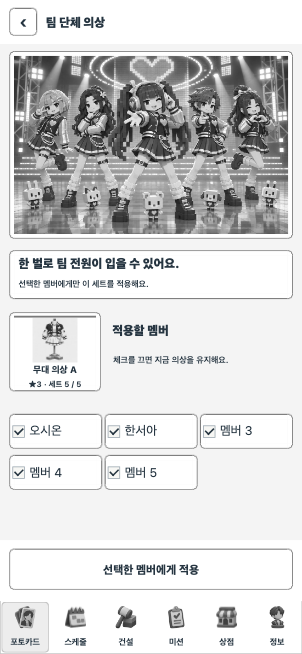 팀 단체 의상
한 벌로 팀 전원이 입을 수 있어요.
선택한 멤버에게만 이 세트를 적용해요.
무대 의상 A
★3 · 세트 5 / 5
적용할 멤버
체크를 끄면 지금 의상을 유지해요.
오시온
한서아
멤버 3
멤버 4
멤버 5
선택한 멤버에게 적용
포토카드
스케줄
건설
미션
상점
정보